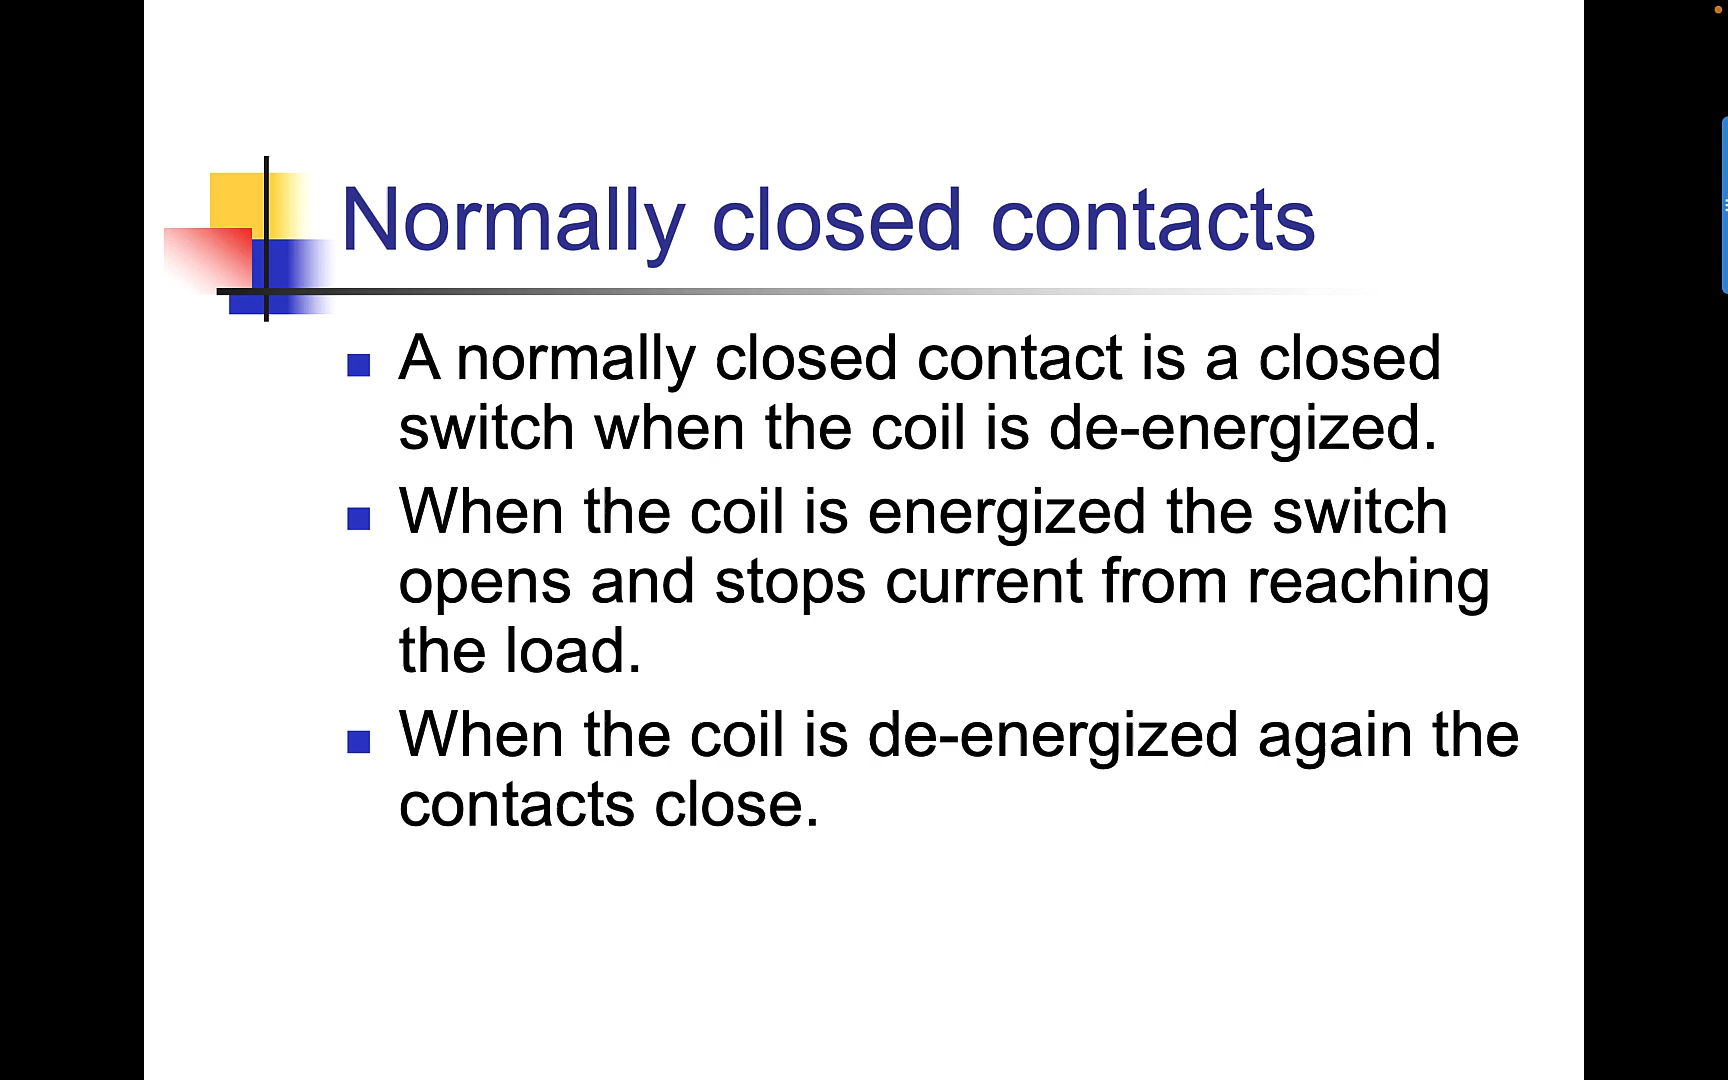 Normally closed contacts
A normally closed contact is a closed
switch when the coil is de-energized.
When the coil is energized the switch
opens and stops current from reaching
the load.
When the coil is de-energized again the
contacts close.